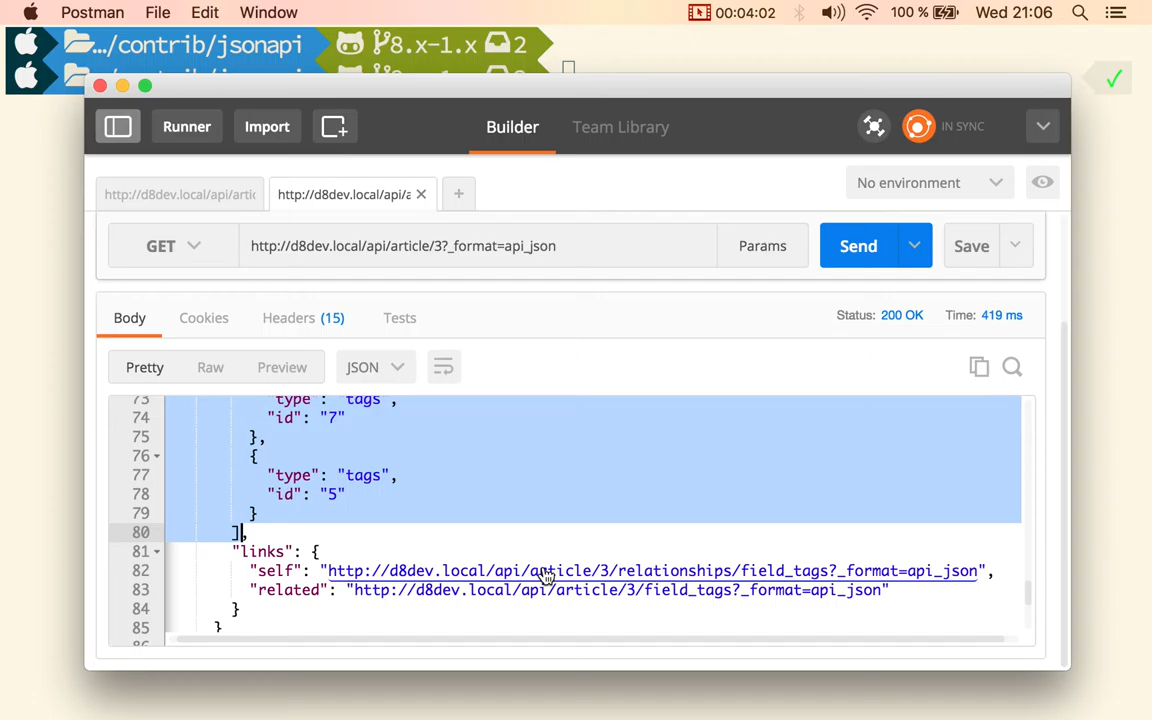 Postman File Edit Window 00:04:02 100 % Wed 21:06
.../contrib/jsonapi 8.x-1.x 2
Runner Import Builder Team Library IN SYNC
http://d8dev.local/api/artic http://d8dev.local/api/a No environment
GET http://d8dev.local/api/article/3?_format=api_json Params Send Save
Body Cookies Headers (15) Tests Status: 200 OK Time: 419 ms
Pretty Raw Preview JSON
73 "type": "tags",
74 "id": "7"
75 },
76 {
77 "type": "tags",
78 "id": "5"
79 }
80 ],
81 "links": {
82 "self": "http://d8dev.local/api/article/3/relationships/field_tags?_format=api_json",
83 "related": "http://d8dev.local/api/article/3/field_tags?_format=api_json"
84 }
85 }